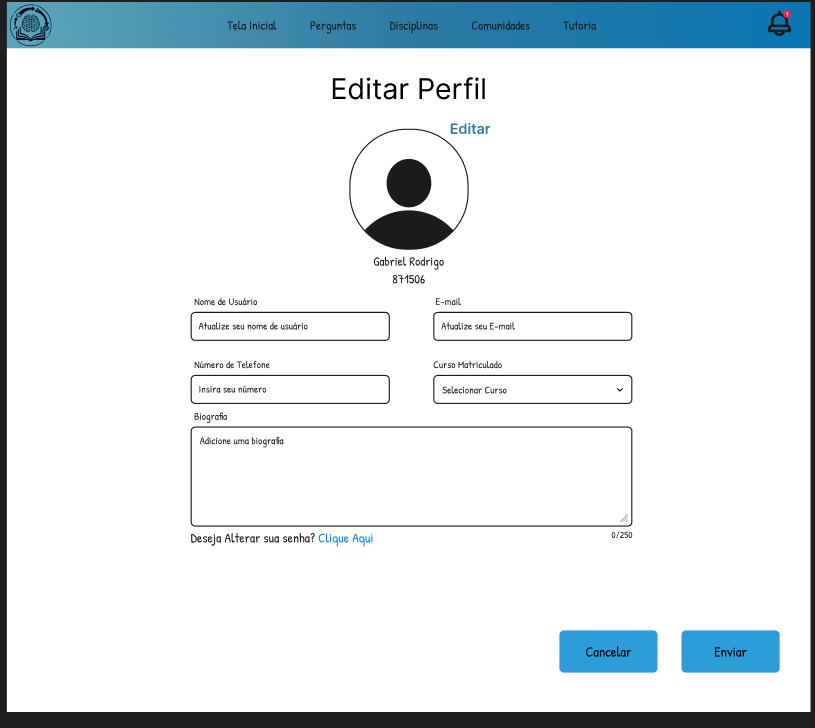 Tela Inicial Perguntas Disciplinas Comunidades Tutoria
1
Editar Perfil
Editar
Gabriel Rodrigo
871506
Nome de Usuário E-mail
Atualize seu nome de usuário Atualize seu E-mail
Número de Telefone Curso Matriculado
Insira seu número Selecionar Curso
Biografia
Adicione uma biografia
Deseja Alterar sua senha? Clique Aqui 0/250
Cancelar Enviar